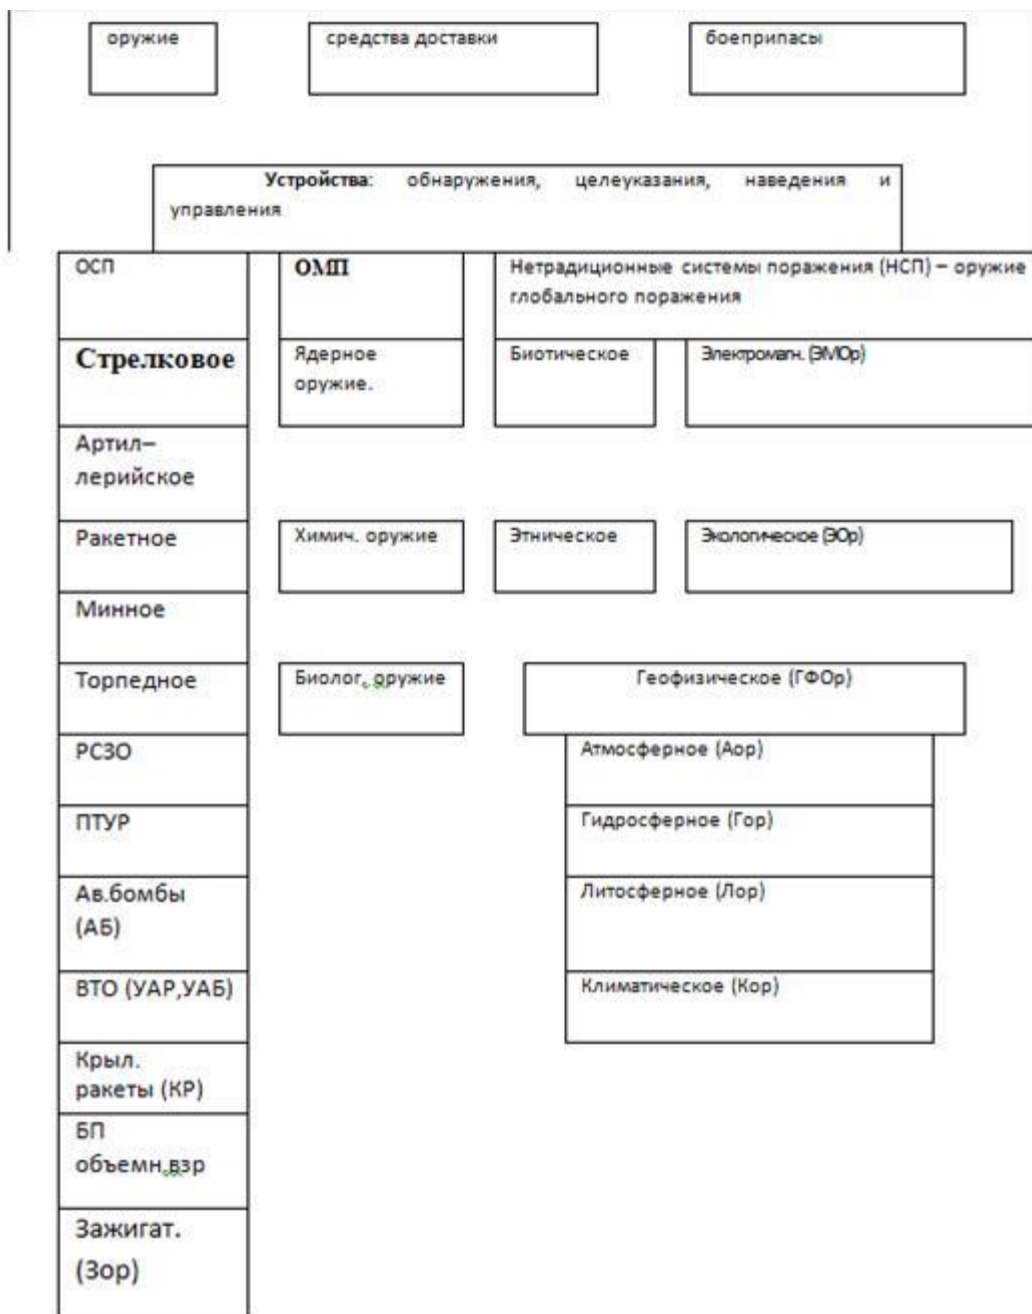 оружие
средства доставки
боеприпасы
Устройства: обнаружения, целеуказания, наведения и
управления
ОСП
ОМП
Нетрадиционные системы поражения (НСП) – оружие
глобального поражения
Стрелковое
Ядерное
оружие.
Биотическое
Электромагн. (ЭМОр)
Артил–
лерийское
Ракетное
Химич. оружие
Этническое
Экологическое (ЭОр)
Минное
Торпедное
Биолог. оружие
Геофизическое (ГФОр)
РСЗО
Атмосферное (Аор)
ПТУР
Гидросферное (Гор)
Ав.бомбы
(АБ)
Литосферное (Лор)
ВТО (УАР,УАБ)
Климатическое (Кор)
Крыл.
ракеты (КР)
БП
объемн.взр
Зажигат.
(Зор)